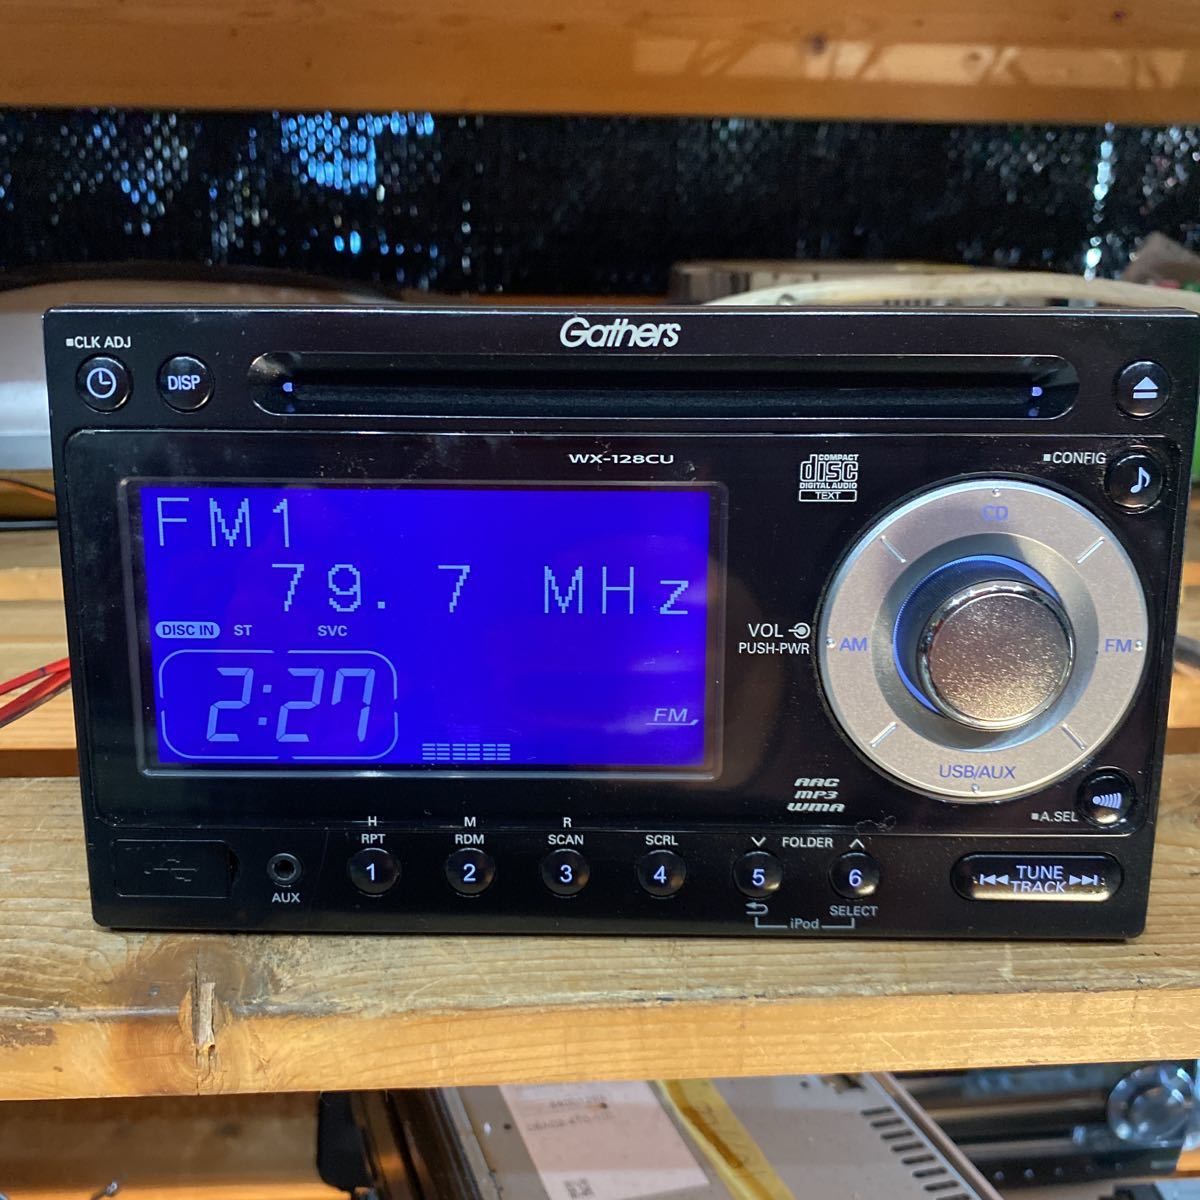 Gathers
■CLK ADJ
DISP
WX-128CU
COMPACT
disc
DIGITAL AUDIO
TEXT
■CONFIG
CD
FM1
79.7 MHz
DISC IN ST SVC
2:27
FM
VOL
PUSH-PWR
AM
FM
USB/AUX
AAC
MP3
WMA
■A.SEL
H M R
RPT RDM SCAN SCRL FOLDER
1 2 3 4 5 6
TUNE
TRACK
AUX
SELECT
iPod